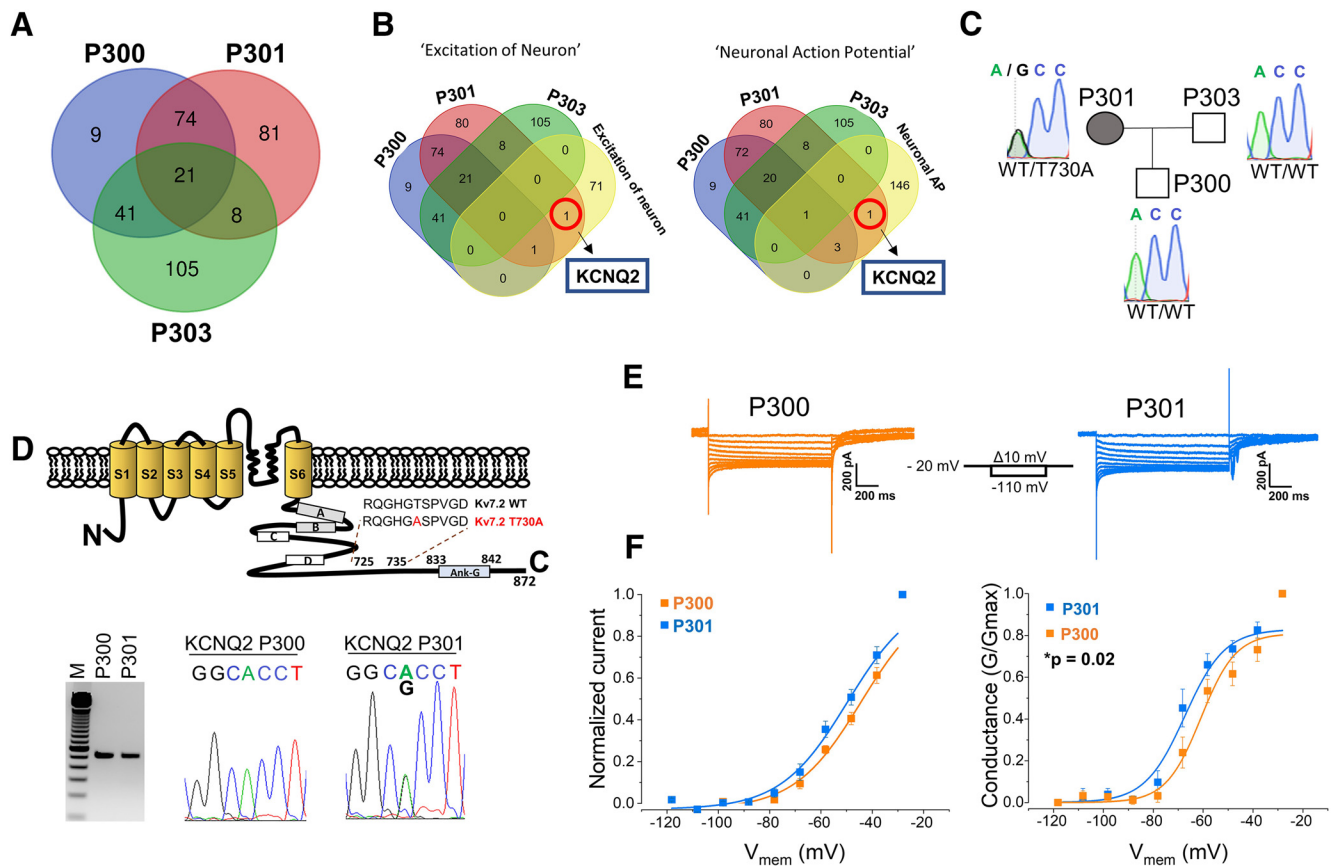 A
P300
P301
9
74
81
21
41
8
105
P303
B
'Excitation of Neuron'
'Neuronal Action Potential'
P300
P301
P303
Excitation of neuron
80
105
74
8
0
9
21
0
71
41
0
1
0
1
0
KCNQ2
P300
P301
P303
Neuronal AP
80
105
72
8
0
9
20
0
146
41
1
1
0
3
0
KCNQ2
C
A / G C C
P301
WT/T730A
P303
A C C
WT/WT
P300
A C C
WT/WT
D
S1 S2 S3 S4 S5 S6
N
A
B
C
D
RQGHGTSPVGD Kv7.2 WT
RQGHGASPVGD Kv7.2 T730A
725 735 833 842
Ank-G
C
872
M P300 P301
KCNQ2 P300
GGCACCT
KCNQ2 P301
GGCACCT
G
E
P300
200 pA
200 ms
- 20 mV
Δ10 mV
-110 mV
P301
200 pA
200 ms
F
Normalized current
1.0
0.8
0.6
0.4
0.2
0.0
P300
P301
-120 -100 -80 -60 -40 -20
Vmem (mV)
Conductance (G/Gmax)
1.0
0.8
0.6
0.4
0.2
0.0
P301
P300
*p = 0.02
-120 -100 -80 -60 -40 -20
Vmem (mV)